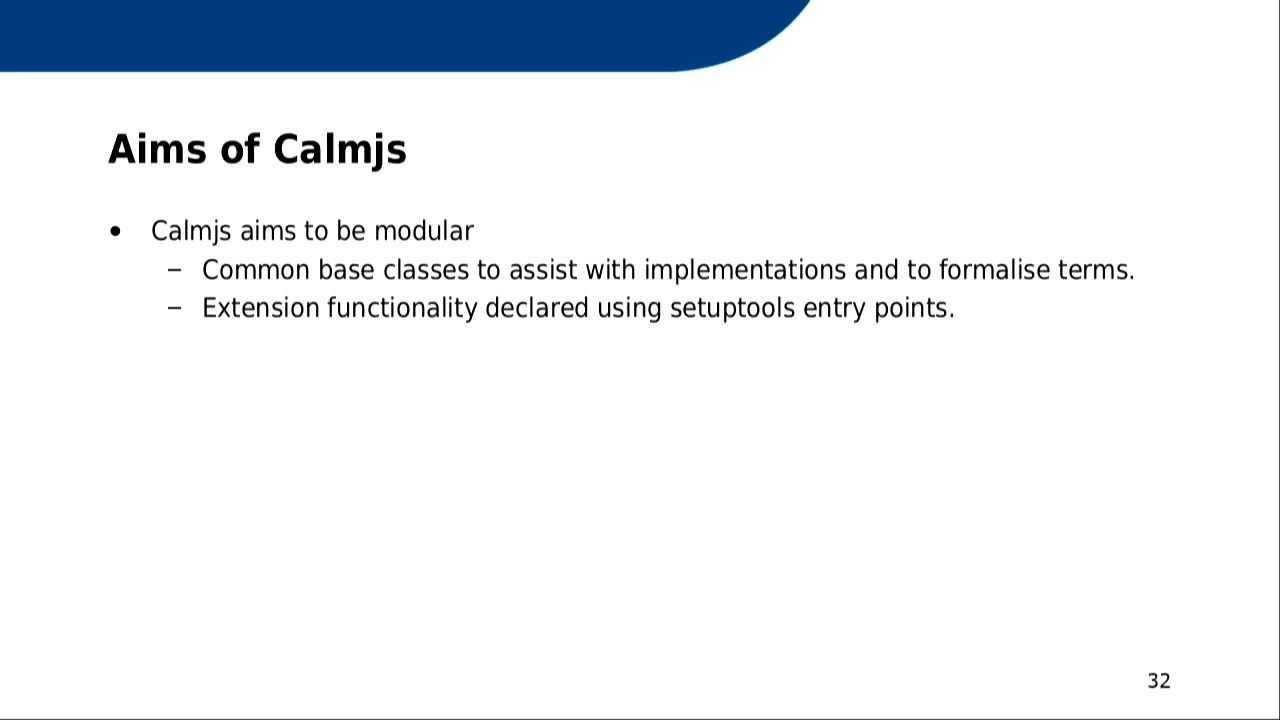 Aims of Calmjs
● Calmjs aims to be modular
– Common base classes to assist with implementations and to formalise terms.
– Extension functionality declared using setuptools entry points.
32